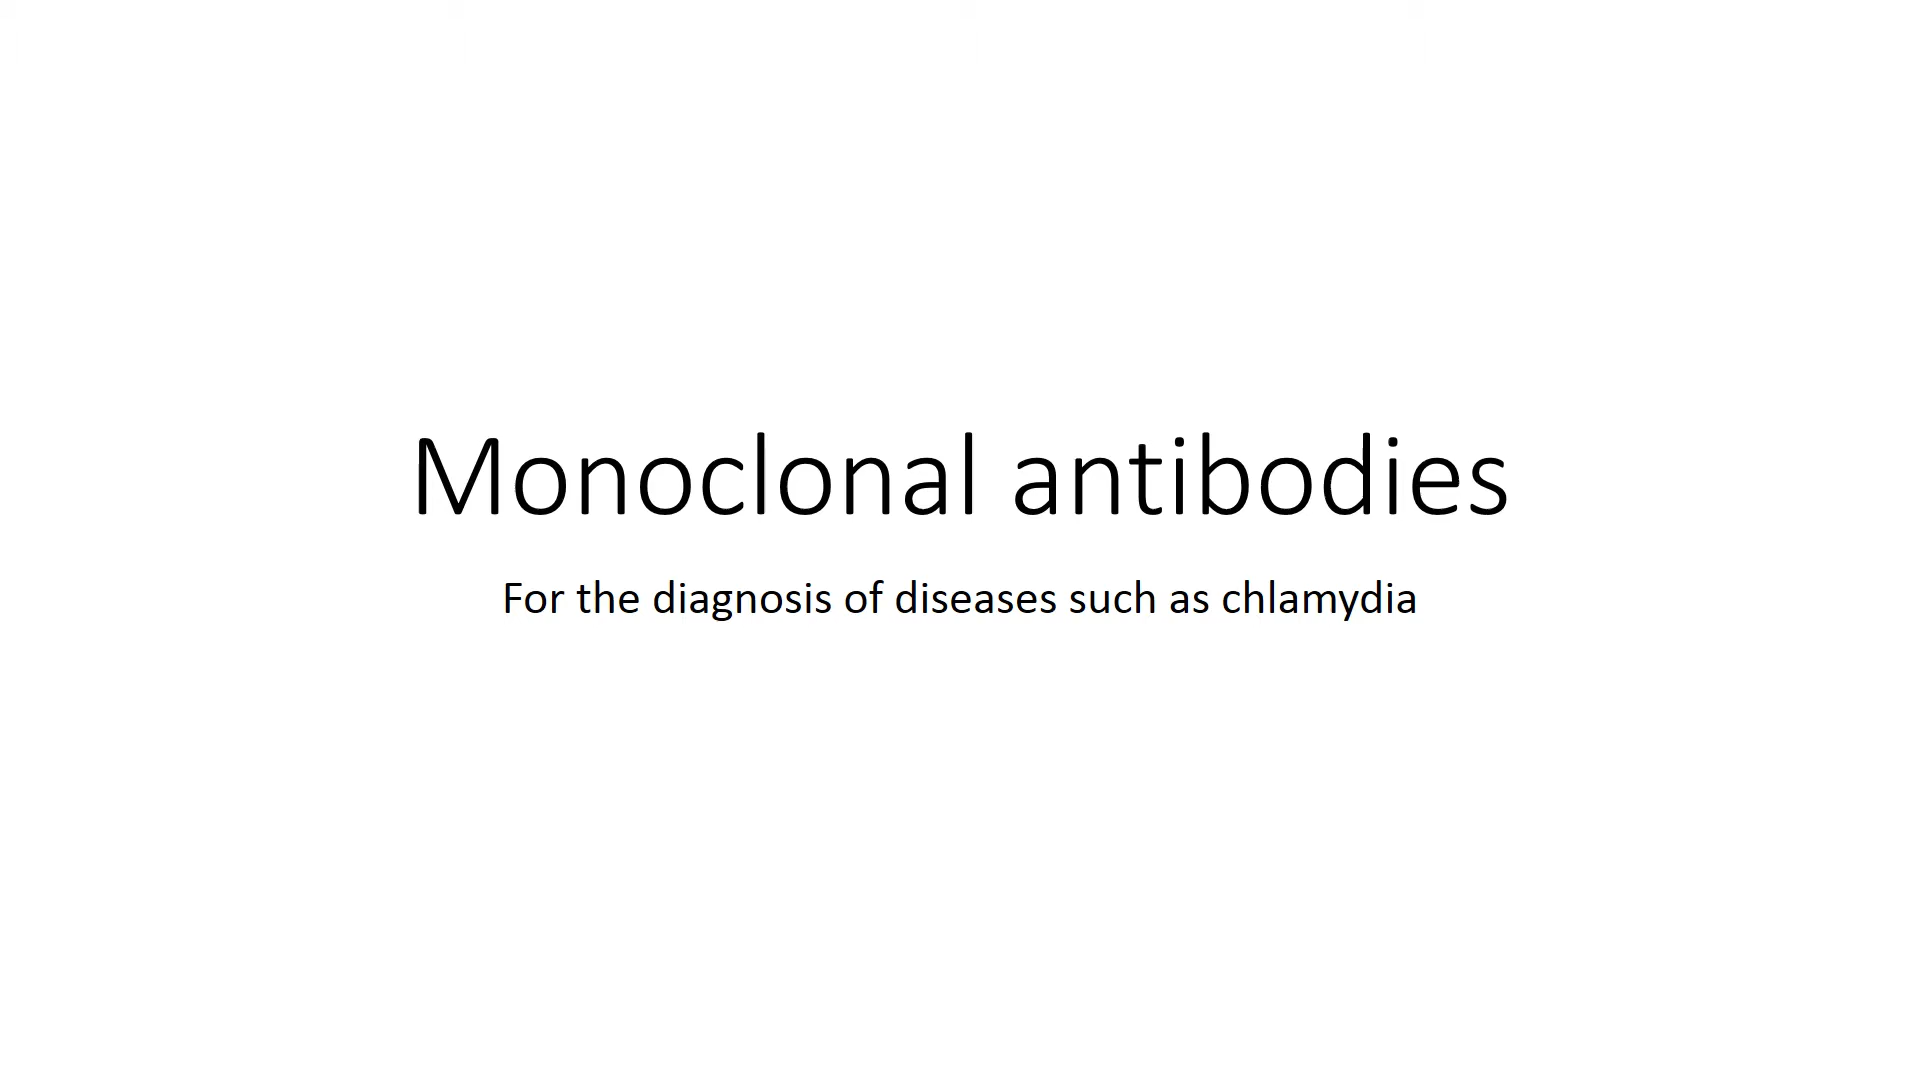 Monoclonal antibodies
For the diagnosis of diseases such as chlamydia